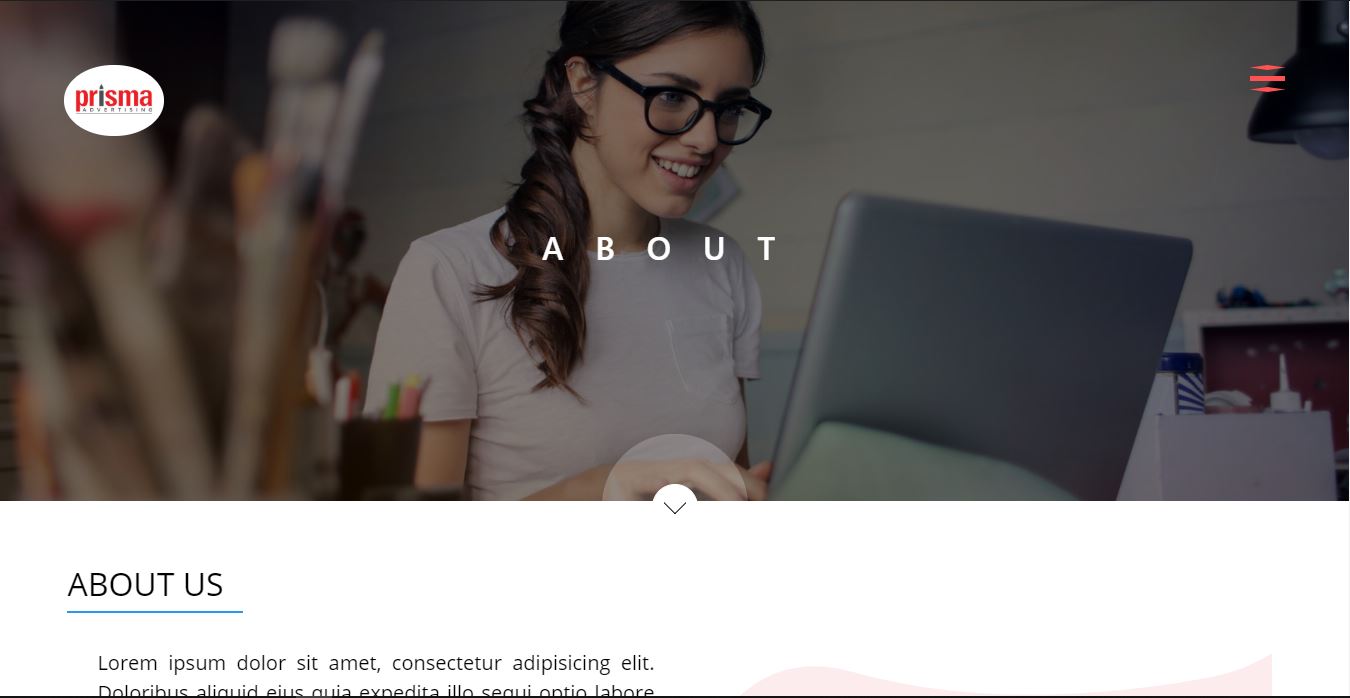 prisma
ADVERTISING
ABOUT
ABOUT US
Lorem ipsum dolor sit amet, consectetur adipisicing elit.
Doloribus aliquid eius quia expedita illo sequi optio labore